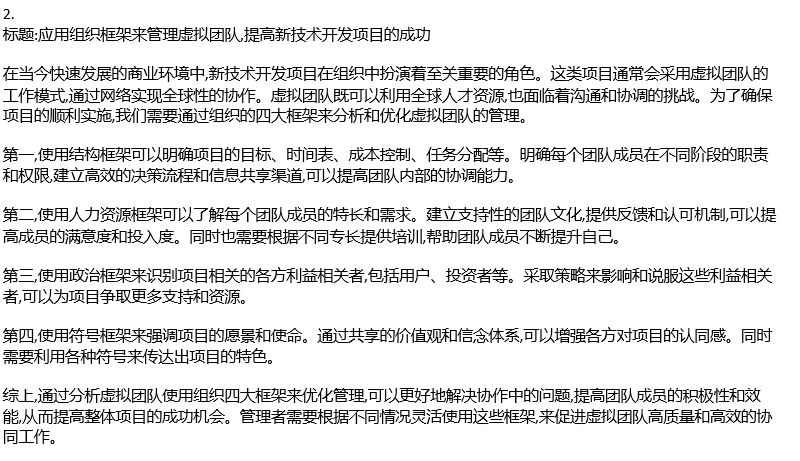 2.
标题:应用组织框架来管理虚拟团队,提高新技术开发项目的成功
在当今快速发展的商业环境中,新技术开发项目在组织中扮演着至关重要的角色。这类项目通常会采用虚拟团队的
工作模式,通过网络实现全球性的协作。虚拟团队既可以利用全球人才资源,也面临着沟通和协调的挑战。为了确保
项目的顺利实施,我们需要通过组织的四大框架来分析和优化虚拟团队的管理。
第一,使用结构框架可以明确项目的目标、时间表、成本控制、任务分配等。明确每个团队成员在不同阶段的职责
和权限,建立高效的决策流程和信息共享渠道,可以提高团队内部的协调能力。
第二,使用人力资源框架可以了解每个团队成员的特长和需求。建立支持性的团队文化,提供反馈和认可机制,可以提
高成员的满意度和投入度。同时也需要根据不同专长提供培训,帮助团队成员不断提升自己。
第三,使用政治框架来识别项目相关的各方利益相关者,包括用户、投资者等。采取策略来影响和说服这些利益相关
者,可以为项目争取更多支持和资源。
第四,使用符号框架来强调项目的愿景和使命。通过共享的价值观和信念体系,可以增强各方对项目的认同感。同时
需要利用各种符号来传达出项目的特色。
综上,通过分析虚拟团队使用组织四大框架来优化管理,可以更好地解决协作中的问题,提高团队成员的积极性和效
能,从而提高整体项目的成功机会。管理者需要根据不同情况灵活使用这些框架,来促进虚拟团队高质量和高效的协
同工作。